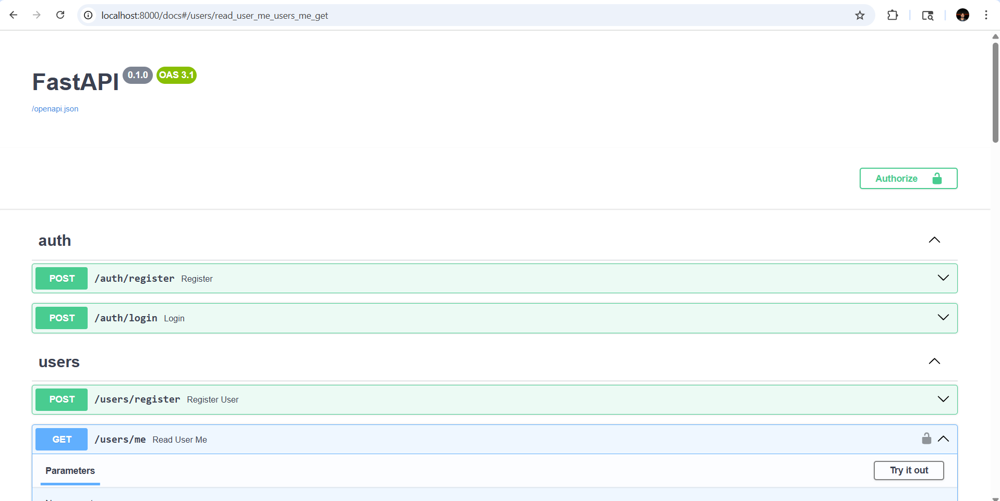 localhost:8000/docs#/users/read_user_me_users_me_get
FastAPI 0.1.0 OAS 3.1
/openapi.json
Authorize
auth
POST /auth/register Register
POST /auth/login Login
users
POST /users/register Register User
GET /users/me Read User Me
Parameters
Try it out